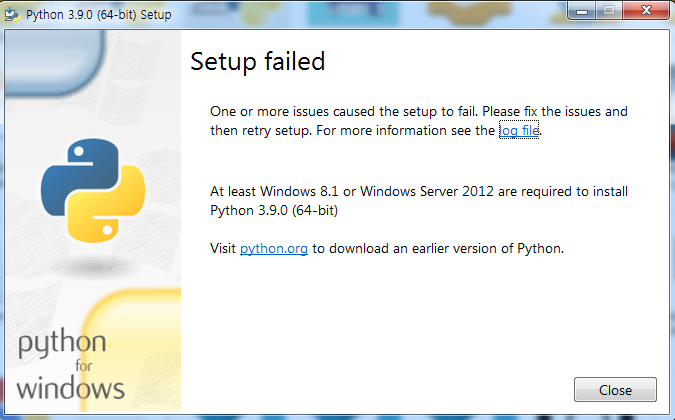 Python 3.9.0 (64-bit) Setup
Setup failed
One or more issues caused the setup to fail. Please fix the issues and
then retry setup. For more information see the log file.
At least Windows 8.1 or Windows Server 2012 are required to install
Python 3.9.0 (64-bit)
Visit python.org to download an earlier version of Python.
python
for
windows
Close